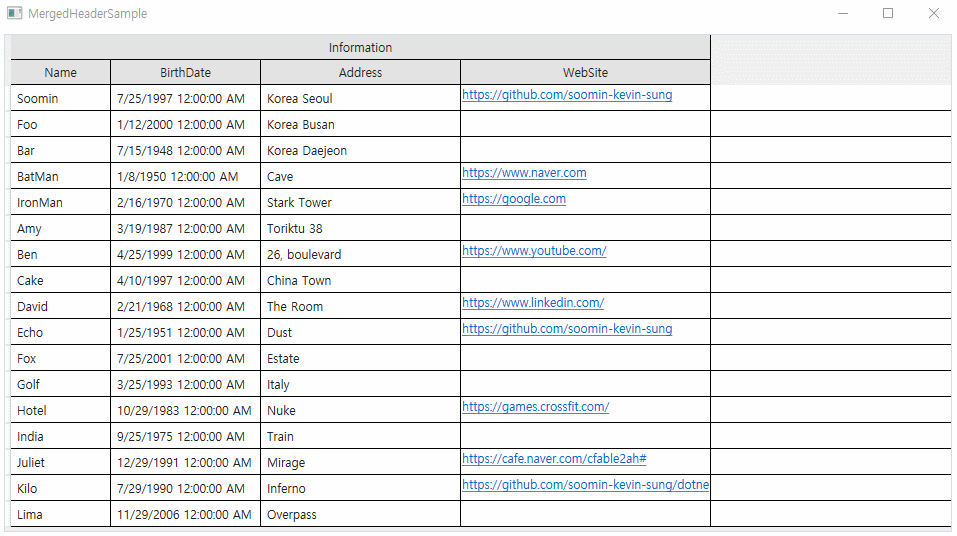 MergedHeaderSample
Information
Name BirthDate Address WebSite
Soomin 7/25/1997 12:00:00 AM Korea Seoul https://github.com/soomin-kevin-sung
Foo 1/12/2000 12:00:00 AM Korea Busan
Bar 7/15/1948 12:00:00 AM Korea Daejeon
BatMan 1/8/1950 12:00:00 AM Cave https://www.naver.com
IronMan 2/16/1970 12:00:00 AM Stark Tower https://google.com
Amy 3/19/1987 12:00:00 AM Toriktu 38
Ben 4/25/1999 12:00:00 AM 26, boulevard https://www.youtube.com/
Cake 4/10/1997 12:00:00 AM China Town
David 2/21/1968 12:00:00 AM The Room https://www.linkedin.com/
Echo 1/25/1951 12:00:00 AM Dust https://github.com/soomin-kevin-sung
Fox 7/25/2001 12:00:00 AM Estate
Golf 3/25/1993 12:00:00 AM Italy
Hotel 10/29/1983 12:00:00 AM Nuke https://games.crossfit.com/
India 9/25/1975 12:00:00 AM Train
Juliet 12/29/1991 12:00:00 AM Mirage https://cafe.naver.com/cfable2ah#
Kilo 7/29/1990 12:00:00 AM Inferno https://github.com/soomin-kevin-sung/dotne
Lima 11/29/2006 12:00:00 AM Overpass